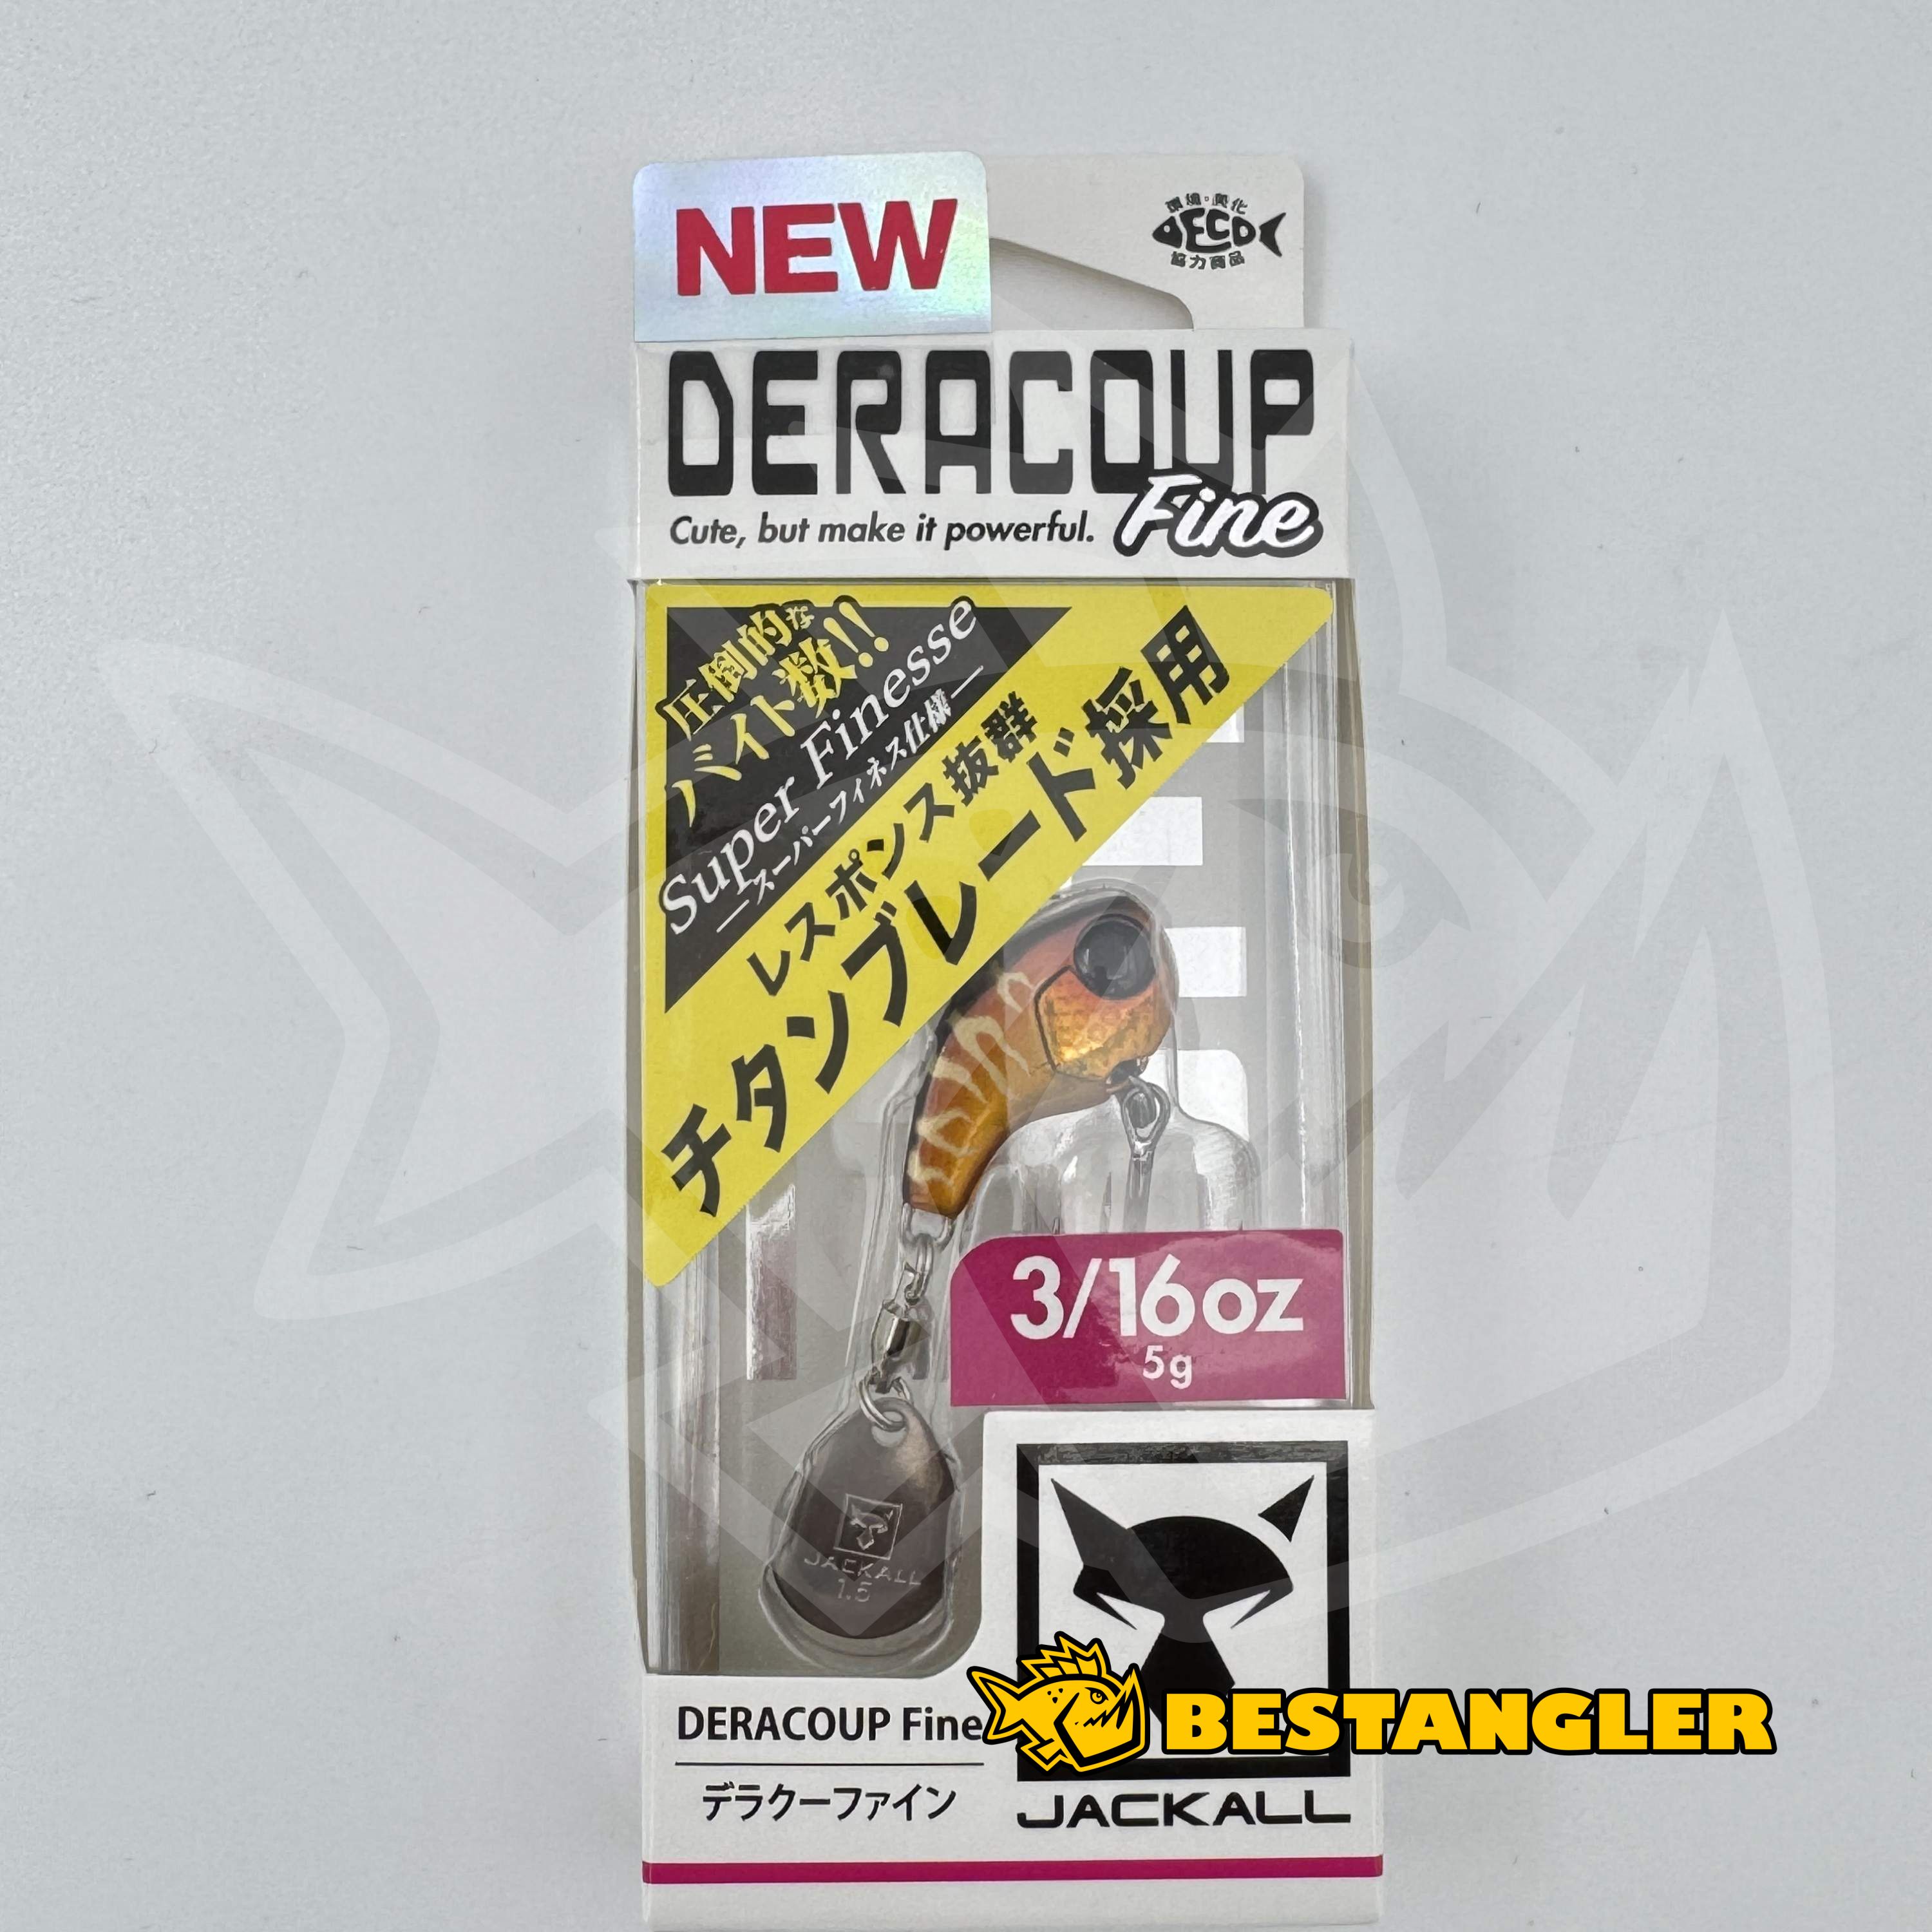 NEW
環境・美化
DECO
協力商品
DERACOUP
Fine
Cute, but make it powerful.
圧倒的な
バイト数!!
Super Finesse
―スーパーフィネス仕様―
レスポンス抜群
チタンブレード採用
3/16oz
5g
JACKALL
1.5
DERACOUP Fine
デラクーファイン
BESTANGLER
JACKALL